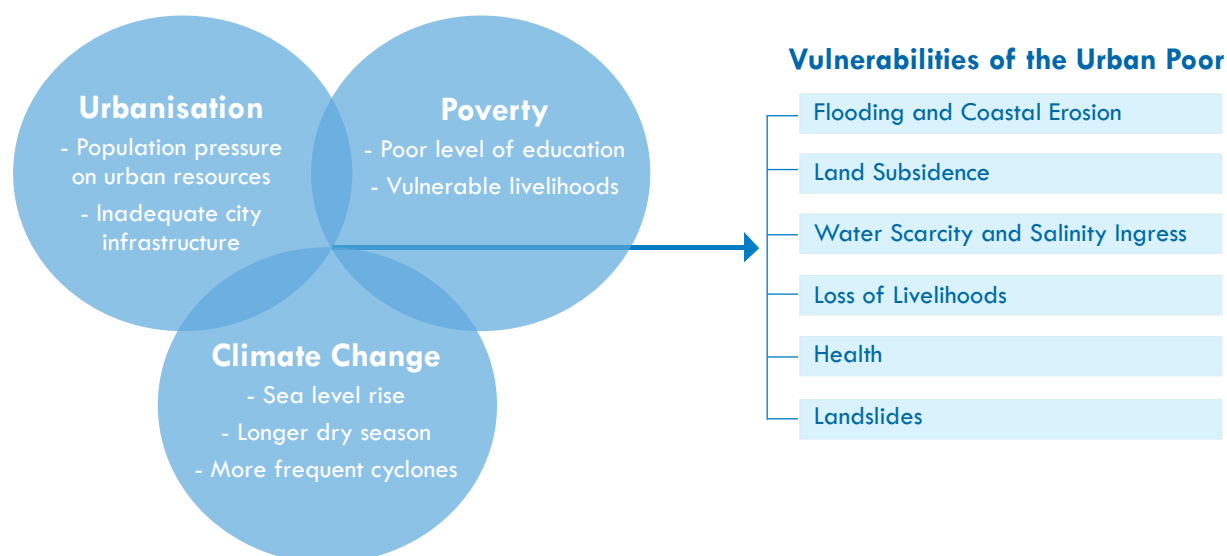 Urbanisation
- Population pressure
on urban resources
- Inadequate city
infrastructure
Poverty
- Poor level of education
- Vulnerable livelihoods
Climate Change
- Sea level rise
- Longer dry season
- More frequent cyclones
Vulnerabilities of the Urban Poor
Flooding and Coastal Erosion
Land Subsidence
Water Scarcity and Salinity Ingress
Loss of Livelihoods
Health
Landslides